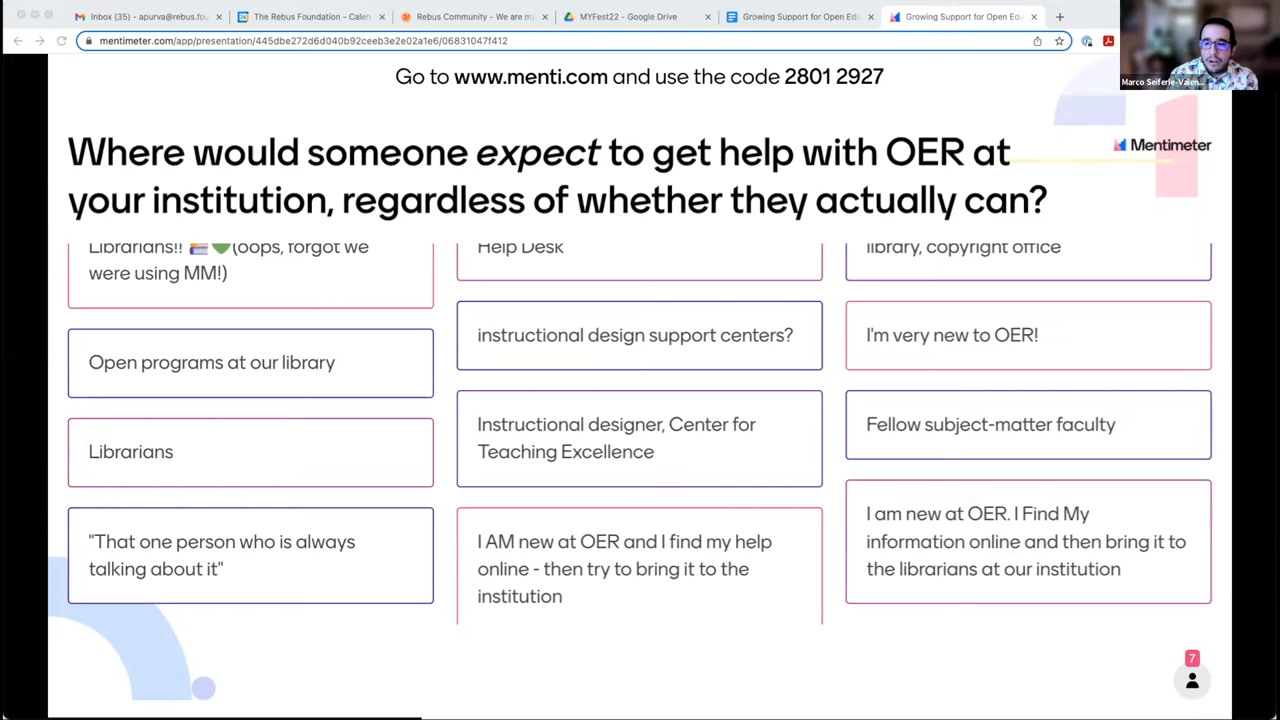 Inbox (35) - apurva@rebus.fou
The Rebus Foundation - Calen
Rebus Community - We are ma
MYFest22 - Google Drive
Growing Support for Open Edu
Growing Support for Open Edu
mentimeter.com/app/presentation/445dbe272d6d040b92ceeb3e2e02a1e6/06831047f412
Marco Seiferle-Valen...
Go to www.menti.com and use the code 2801 2927
Mentimeter
Where would someone expect to get help with OER at
your institution, regardless of whether they actually can?
Librarians!! 📚💚(oops, forgot we
were using MM!)
Open programs at our library
Librarians
"That one person who is always
talking about it"
Help Desk
instructional design support centers?
Instructional designer, Center for
Teaching Excellence
I AM new at OER and I find my help
online - then try to bring it to the
institution
library, copyright office
I'm very new to OER!
Fellow subject-matter faculty
I am new at OER. I Find My
information online and then bring it to
the librarians at our institution
7